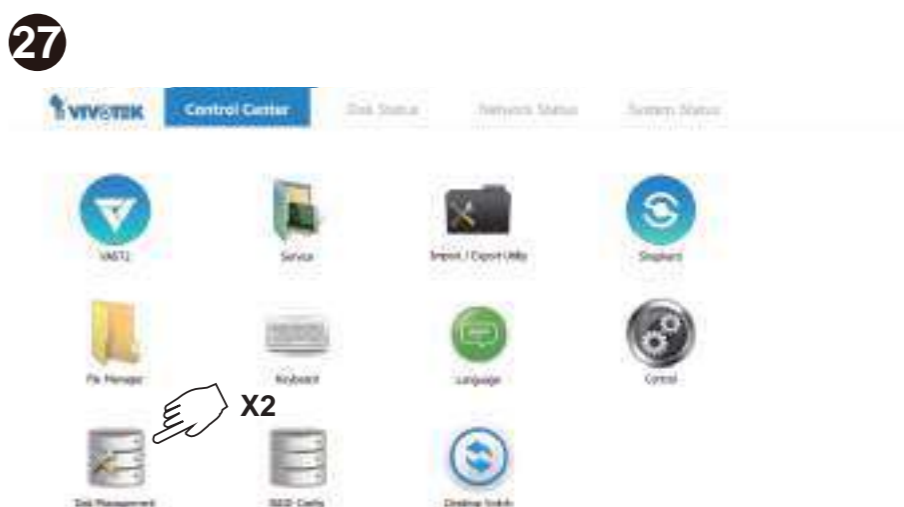 27
VIVOTEK Control Center Disk Status Network Status System Status
VAST2 Service Import / Export Utility Shepherd
File Manager Keyboard Language Control
X2
Disk Management RAID Config Desktop Switch